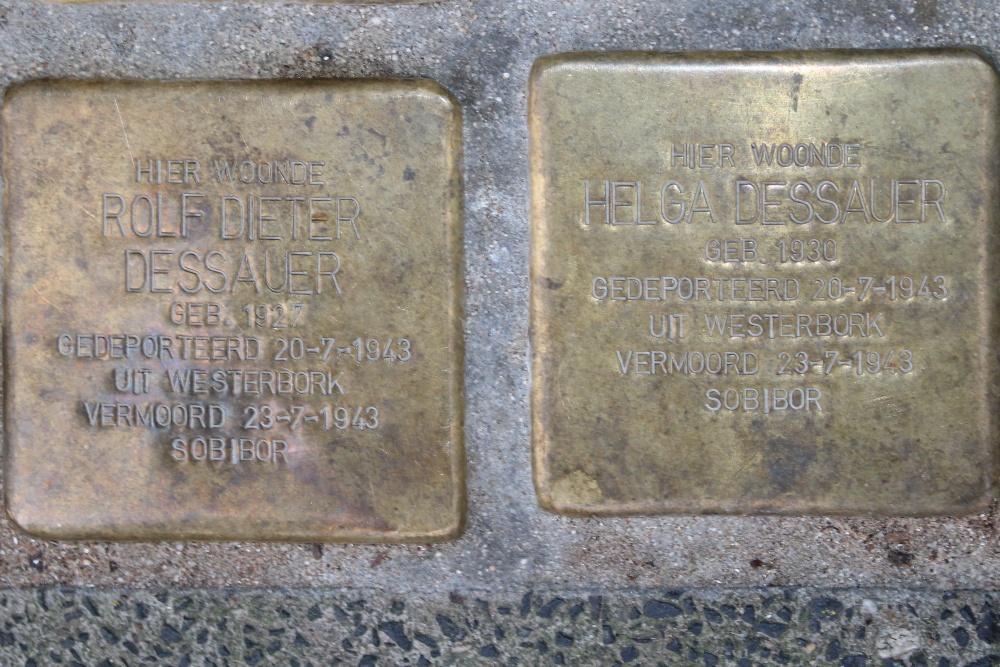 HIER WOONDE
ROLF DIETER
DESSAUER
GEB. 1927
GEDEPORTEERD 20-7-1943
UIT WESTERBORK
VERMOORD 23-7-1943
SOBIBOR
HIER WOONDE
HELGA DESSAUER
GEB. 1930
GEDEPORTEERD 20-7-1943
UIT WESTERBORK
VERMOORD 23-7-1943
SOBIBOR